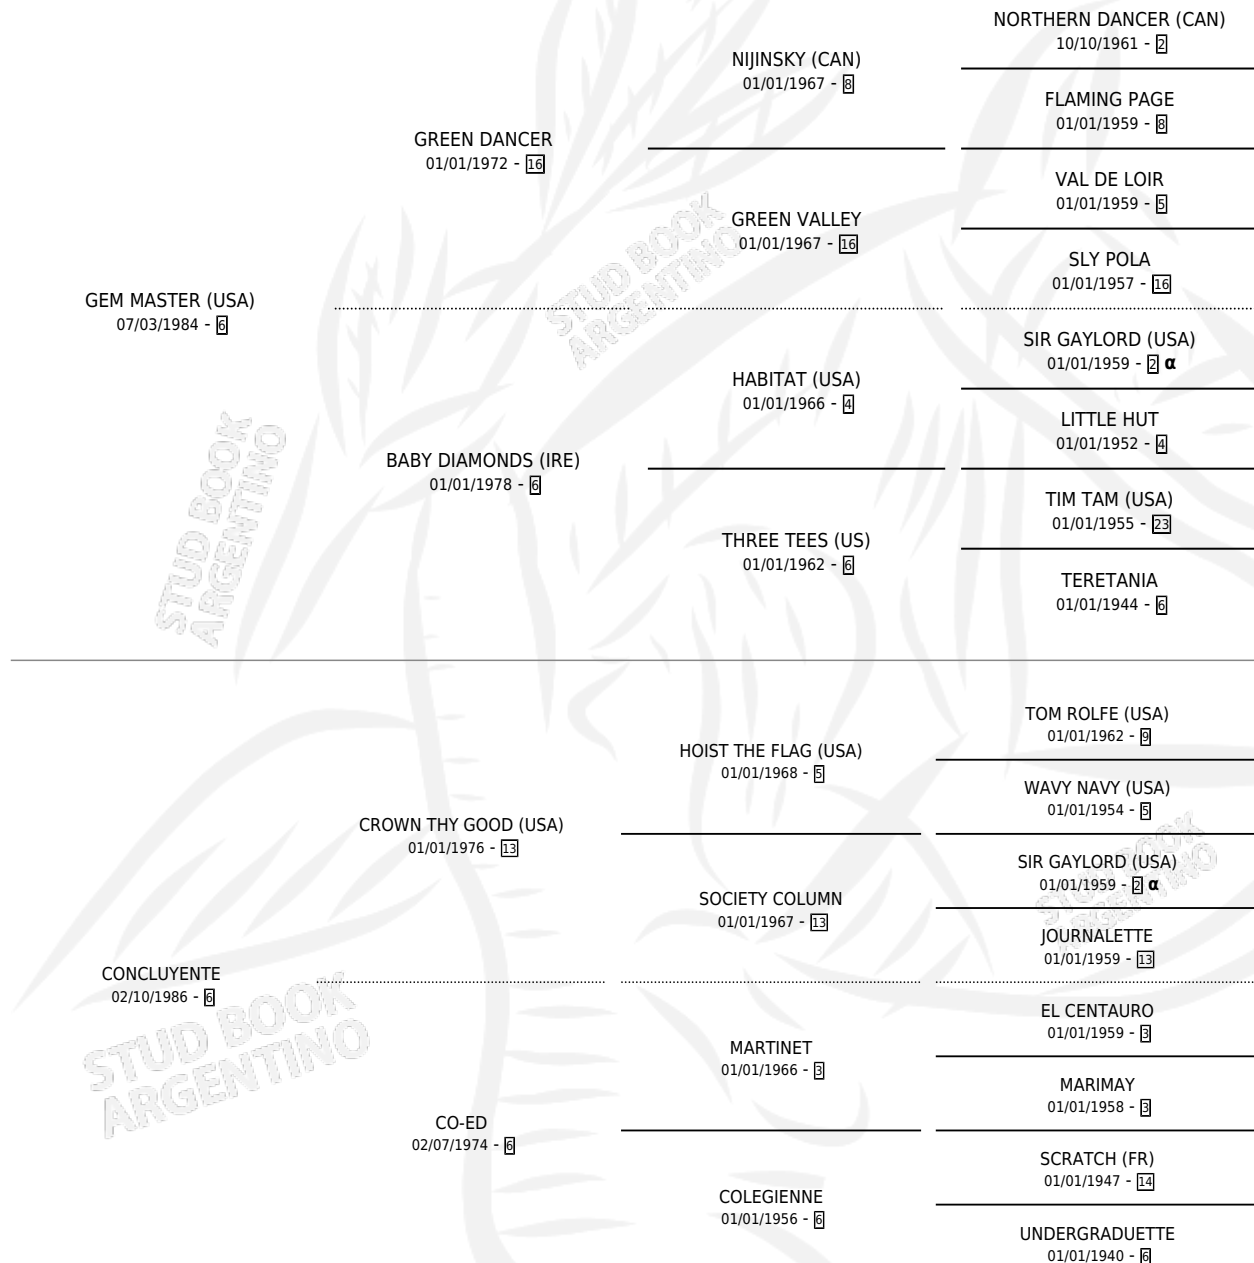 NORTHERN DANCER (CAN)
10/10/1961 - 2
NIJINSKY (CAN)
01/01/1967 - 8
FLAMING PAGE
01/01/1959 - 8
GREEN DANCER
01/01/1972 - 16
VAL DE LOIR
01/01/1959 - 5
GREEN VALLEY
01/01/1967 - 16
SLY POLA
01/01/1957 - 16
GEM MASTER (USA)
07/03/1984 - 6
SIR GAYLORD (USA)
01/01/1959 - 2 α
HABITAT (USA)
01/01/1966 - 4
LITTLE HUT
01/01/1952 - 4
BABY DIAMONDS (IRE)
01/01/1978 - 6
TIM TAM (USA)
01/01/1955 - 23
THREE TEES (US)
01/01/1962 - 6
TERETANIA
01/01/1944 - 6
TOM ROLFE (USA)
01/01/1962 - 9
HOIST THE FLAG (USA)
01/01/1968 - 5
WAVY NAVY (USA)
01/01/1954 - 5
CROWN THY GOOD (USA)
01/01/1976 - 13
SIR GAYLORD (USA)
01/01/1959 - 2 α
SOCIETY COLUMN
01/01/1967 - 13
JOURNALETTE
01/01/1959 - 13
CONCLUYENTE
02/10/1986 - 6
EL CENTAURO
01/01/1959 - 3
MARTINET
01/01/1966 - 3
MARIMAY
01/01/1958 - 3
CO-ED
02/07/1974 - 6
SCRATCH (FR)
01/01/1947 - 14
COLEGIENNE
01/01/1956 - 6
UNDERGRADUETTE
01/01/1940 - 6
STUD BOOK
ARGENTINO
STUD BOOK
ARGENTINO
STUD BOOK
ARGENTINO
STUD BOOK
ARGENTINO